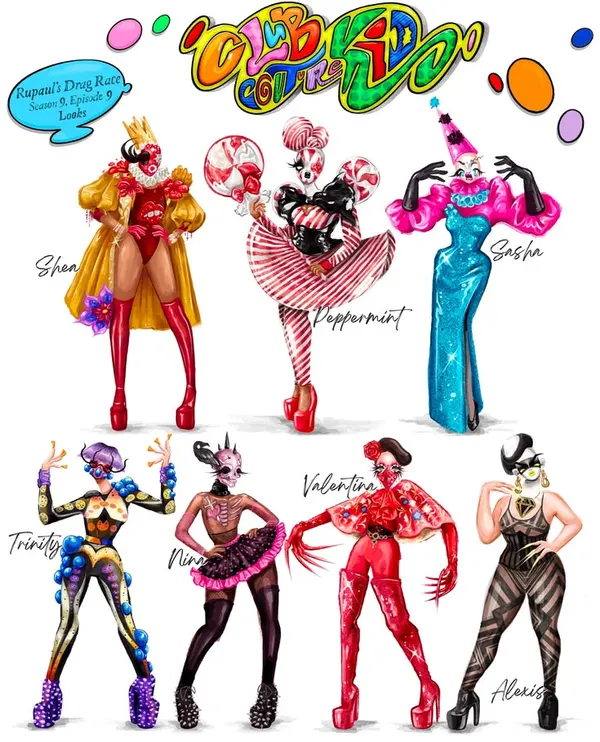 CLUB KID
COUTURE
Rupaul's Drag Race
Season 9, Episode 9
Looks
Shea
Peppermint
Sasha
Trinity
Nina
Valentina
Alexis